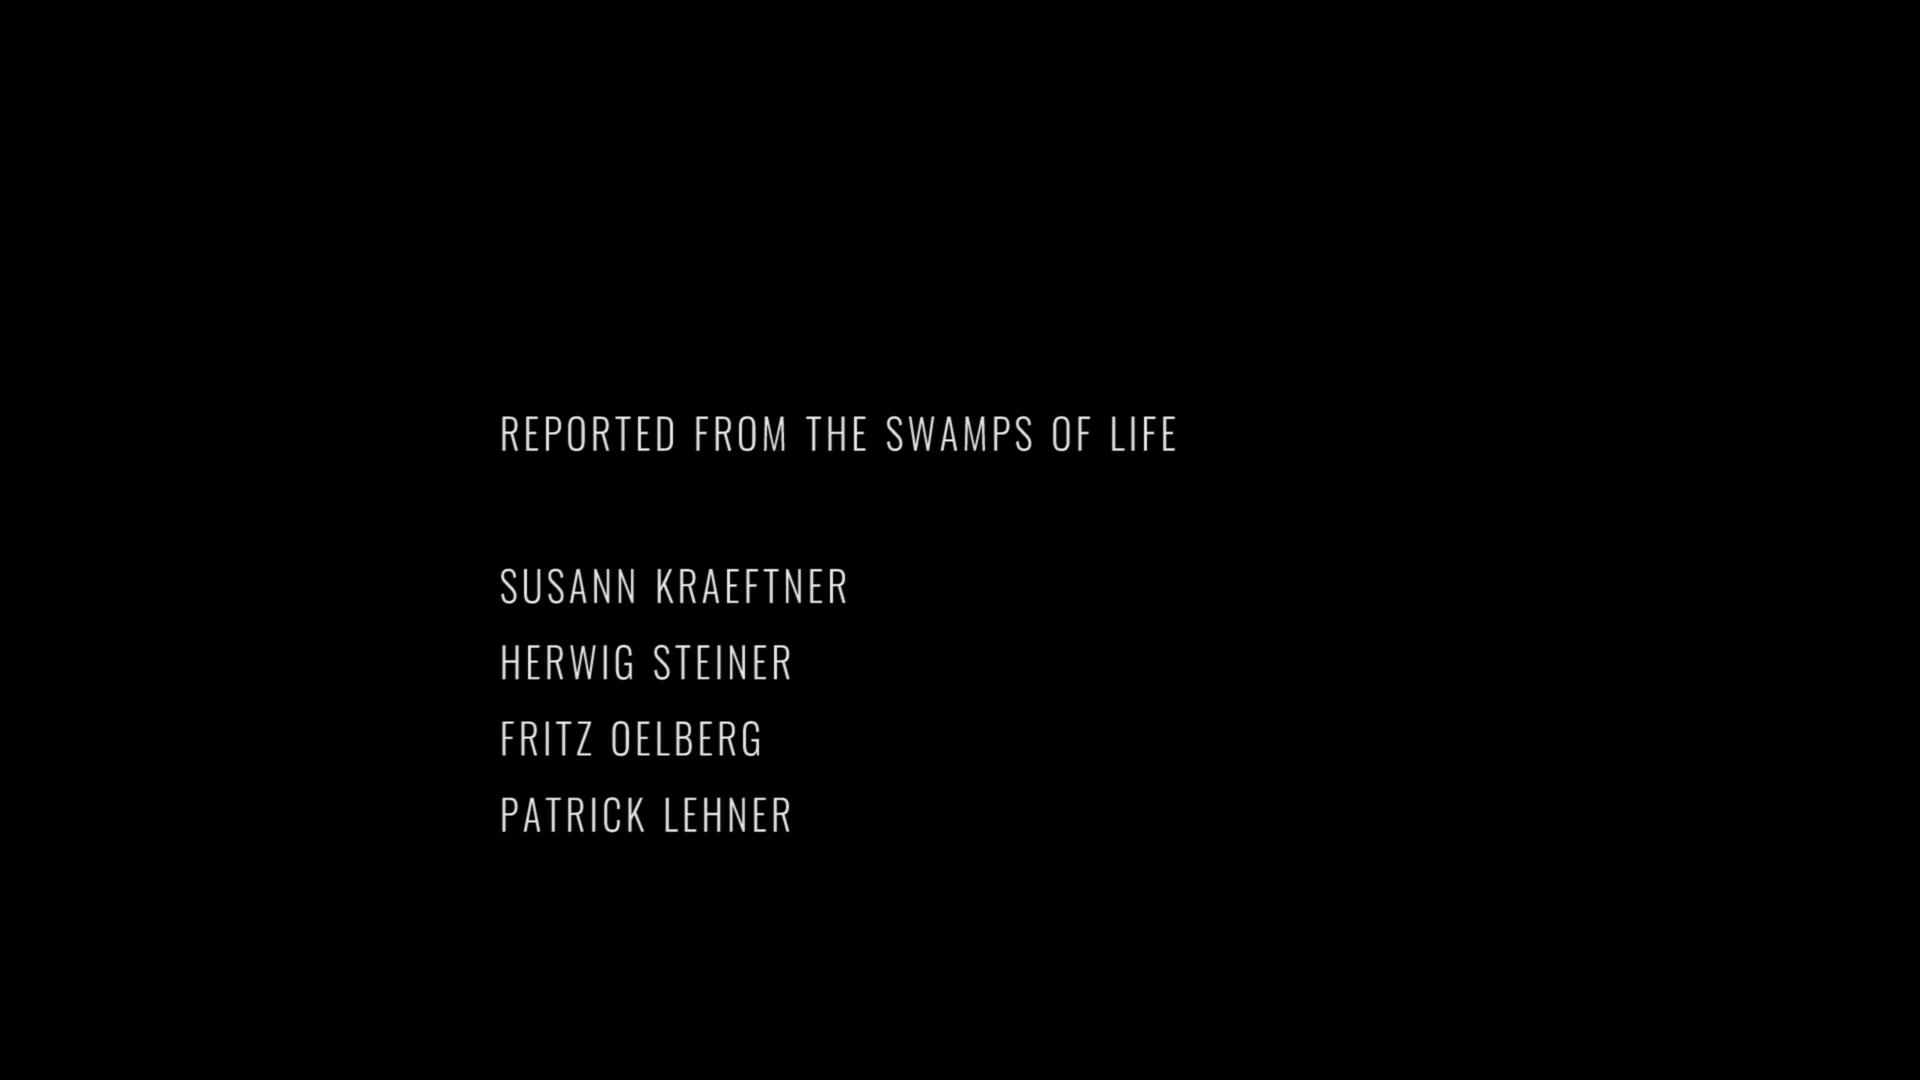 REPORTED FROM THE SWAMPS OF LIFE
SUSANN KRAEFTNER
HERWIG STEINER
FRITZ OELBERG
PATRICK LEHNER